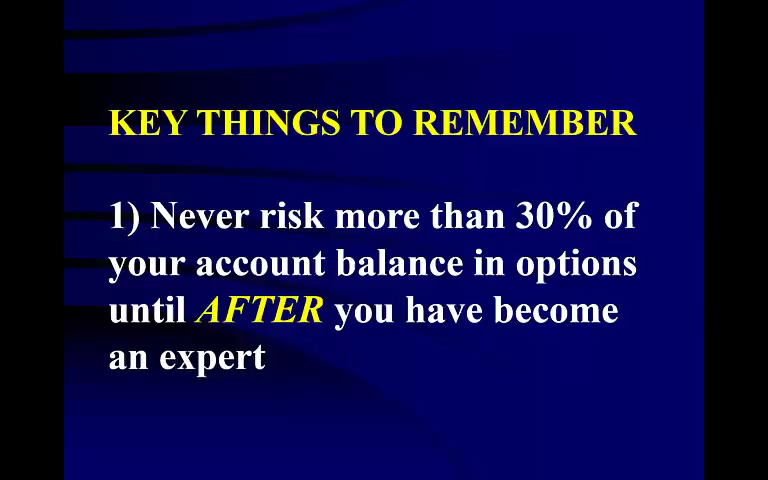 KEY THINGS TO REMEMBER
1) Never risk more than 30% of
your account balance in options
until AFTER you have become
an expert